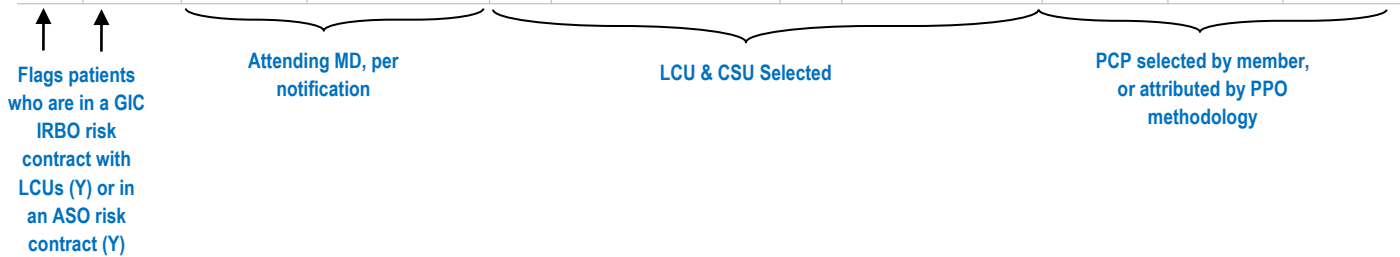 Flags patients
who are in a GIC
IRBO risk
contract with
LCUs (Y) or in
an ASO risk
contract (Y)
Attending MD, per
notification
LCU & CSU Selected
PCP selected by member,
or attributed by PPO
methodology